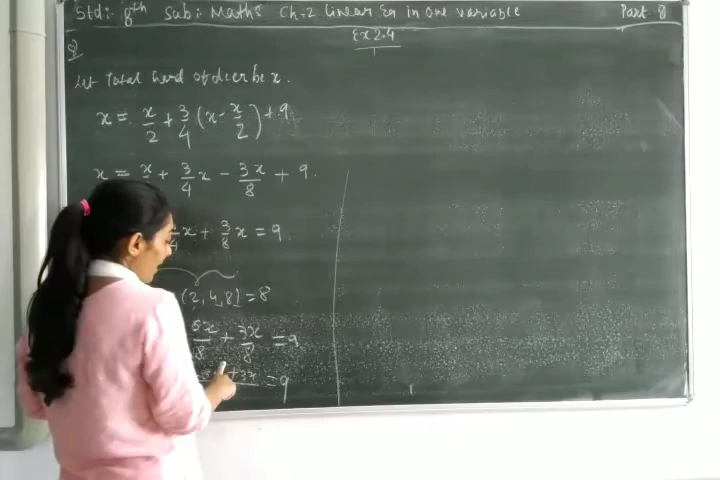 Std: 8th Sub: Maths Ch-2 linear En in one variable Part 8
Ex 2.4
Q
Let Total herd of deer be x.
x = x/2 + 3/4 (x - x/2) + 9
x = x + 3/4 x - 3x/8 + 9.
x + 3/8 x = 9.
(2, 4, 8) = 8
6x/8 + 3x/8 = 9
+ 3x = 9